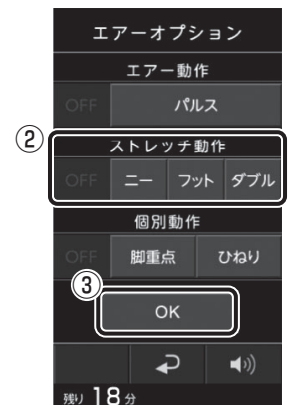 エアーオプション
エアー動作
OFF パルス
②
ストレッチ動作
OFF ニー フット ダブル
個別動作
OFF 脚重点 ひねり
③
OK
残り 18 分